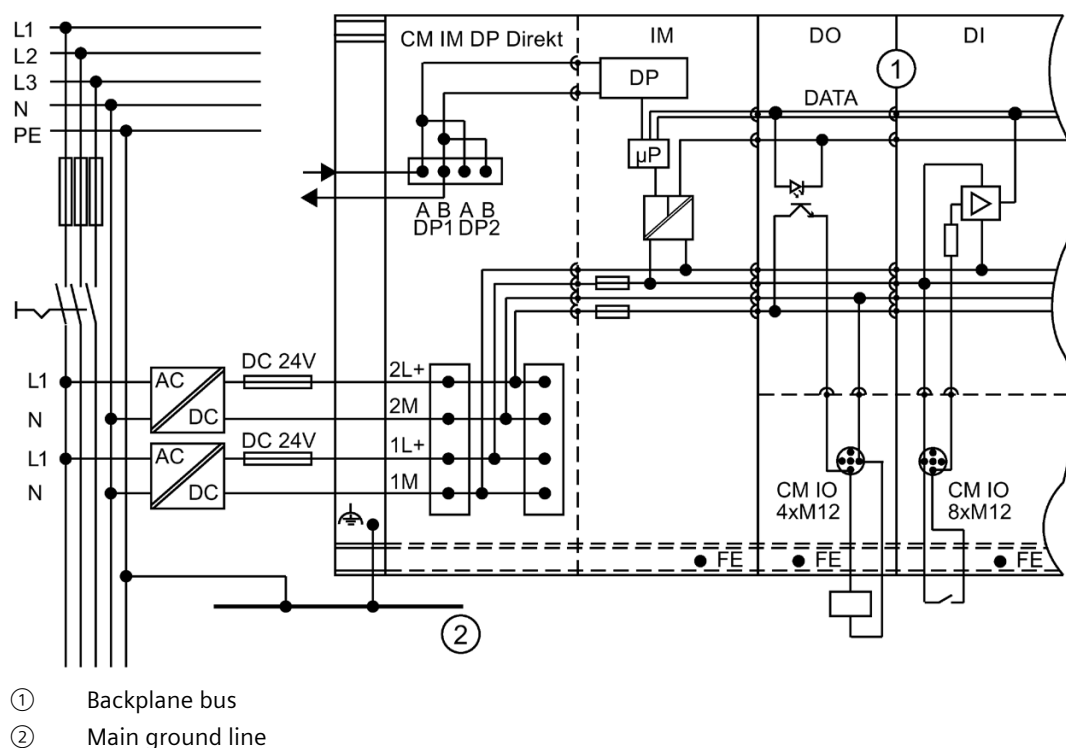 L1
L2
L3
N
PE
CM IM DP Direkt
IM
DO
DI
1
DP
DATA
µP
A B A B
DP1 DP2
L1
AC
DC
DC 24V
2L+
N
2M
L1
AC
DC
DC 24V
1L+
N
1M
CM IO
4xM12
CM IO
8xM12
FE
FE
FE
2
① Backplane bus
② Main ground line